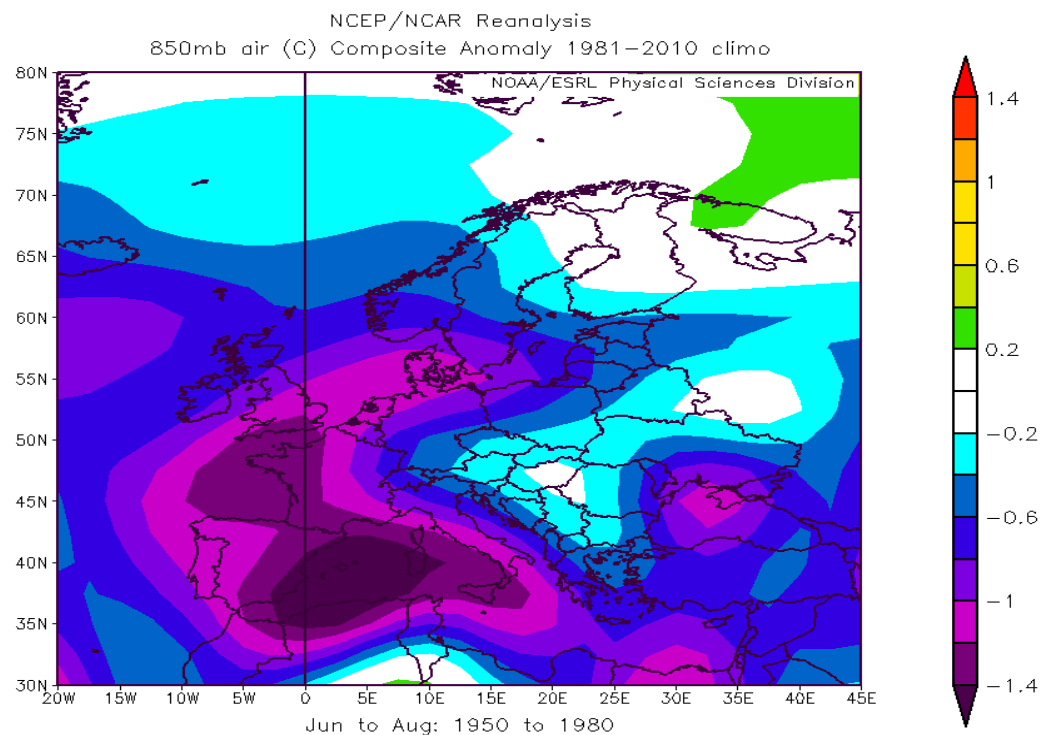 NCEP/NCAR Reanalysis
850mb air (C) Composite Anomaly 1981-2010 climo
NOAA/ESRL Physical Sciences Division
80N
75N
70N
65N
60N
55N
50N
45N
40N
35N
30N
20W 15W 10W 5W 0 5E 10E 15E 20E 25E 30E 35E 40E 45E
Jun to Aug: 1950 to 1980
1.4
1
0.6
0.2
-0.2
-0.6
-1
-1.4